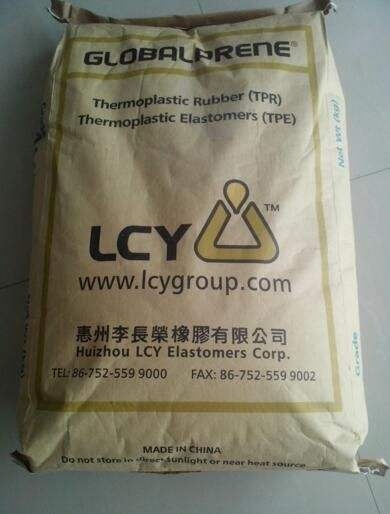 GLOBALPRENE®
Thermoplastic Rubber (TPR)
Thermoplastic Elastomers (TPE)
LCY ™
www.lcygroup.com
惠州李長榮橡膠有限公司
Huizhou LCY Elastomers Corp.
TEL: 86-752-559 9000 FAX: 86-752-559 9002
MADE IN CHINA
Do not store in direct sunlight or near heat source
Net Wt (kg)
Grade